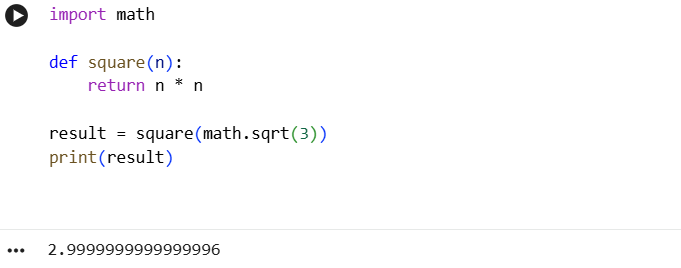 import math
def square(n):
    return n * n
result = square(math.sqrt(3))
print(result)
2.9999999999999996